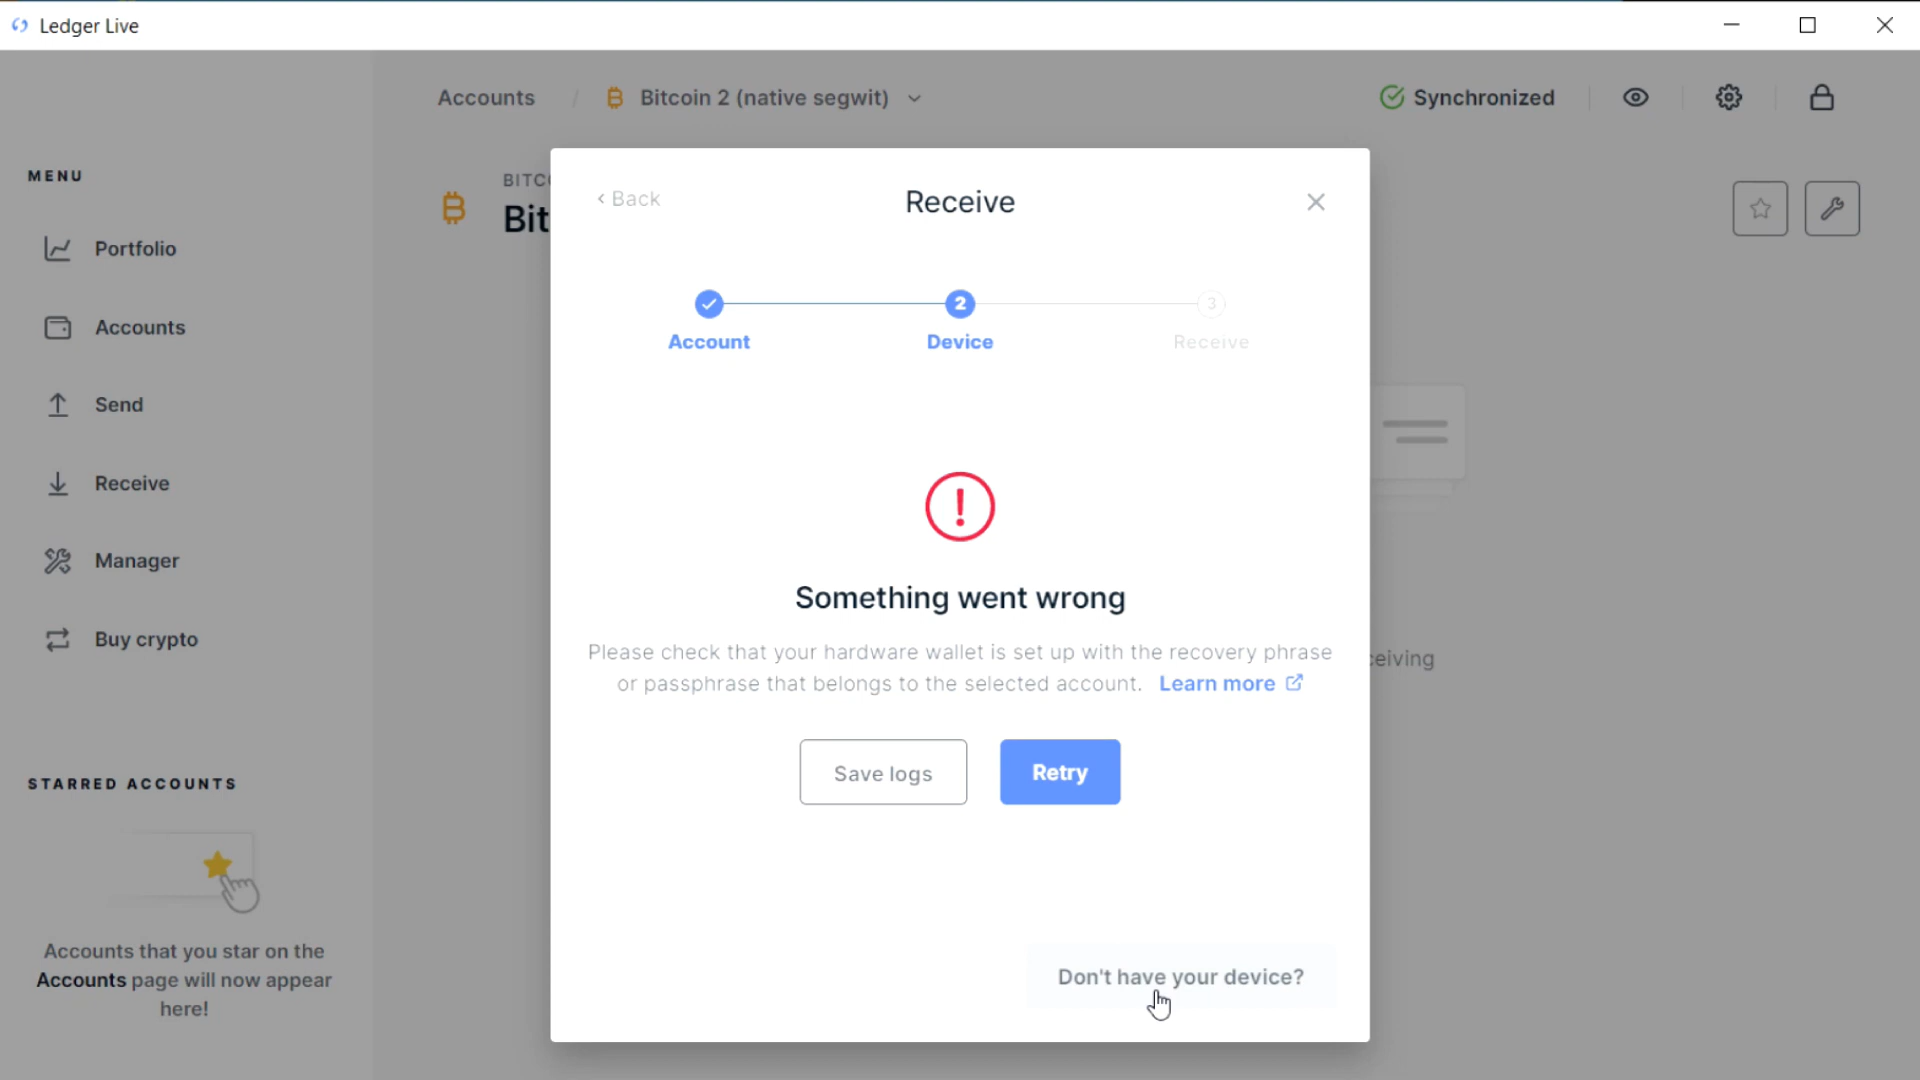 Ledger Live
Accounts / Bitcoin 2 (native segwit)
Synchronized
MENU
Portfolio
Accounts
Send
Receive
Manager
Buy crypto
STARRED ACCOUNTS
Accounts that you star on the
Accounts page will now appear
here!
BITC
Bit
Back
Receive
2
3
Account
Device
Receive
!
Something went wrong
Please check that your hardware wallet is set up with the recovery phrase
or passphrase that belongs to the selected account. Learn more
Save logs
Retry
Don't have your device?
ceiving